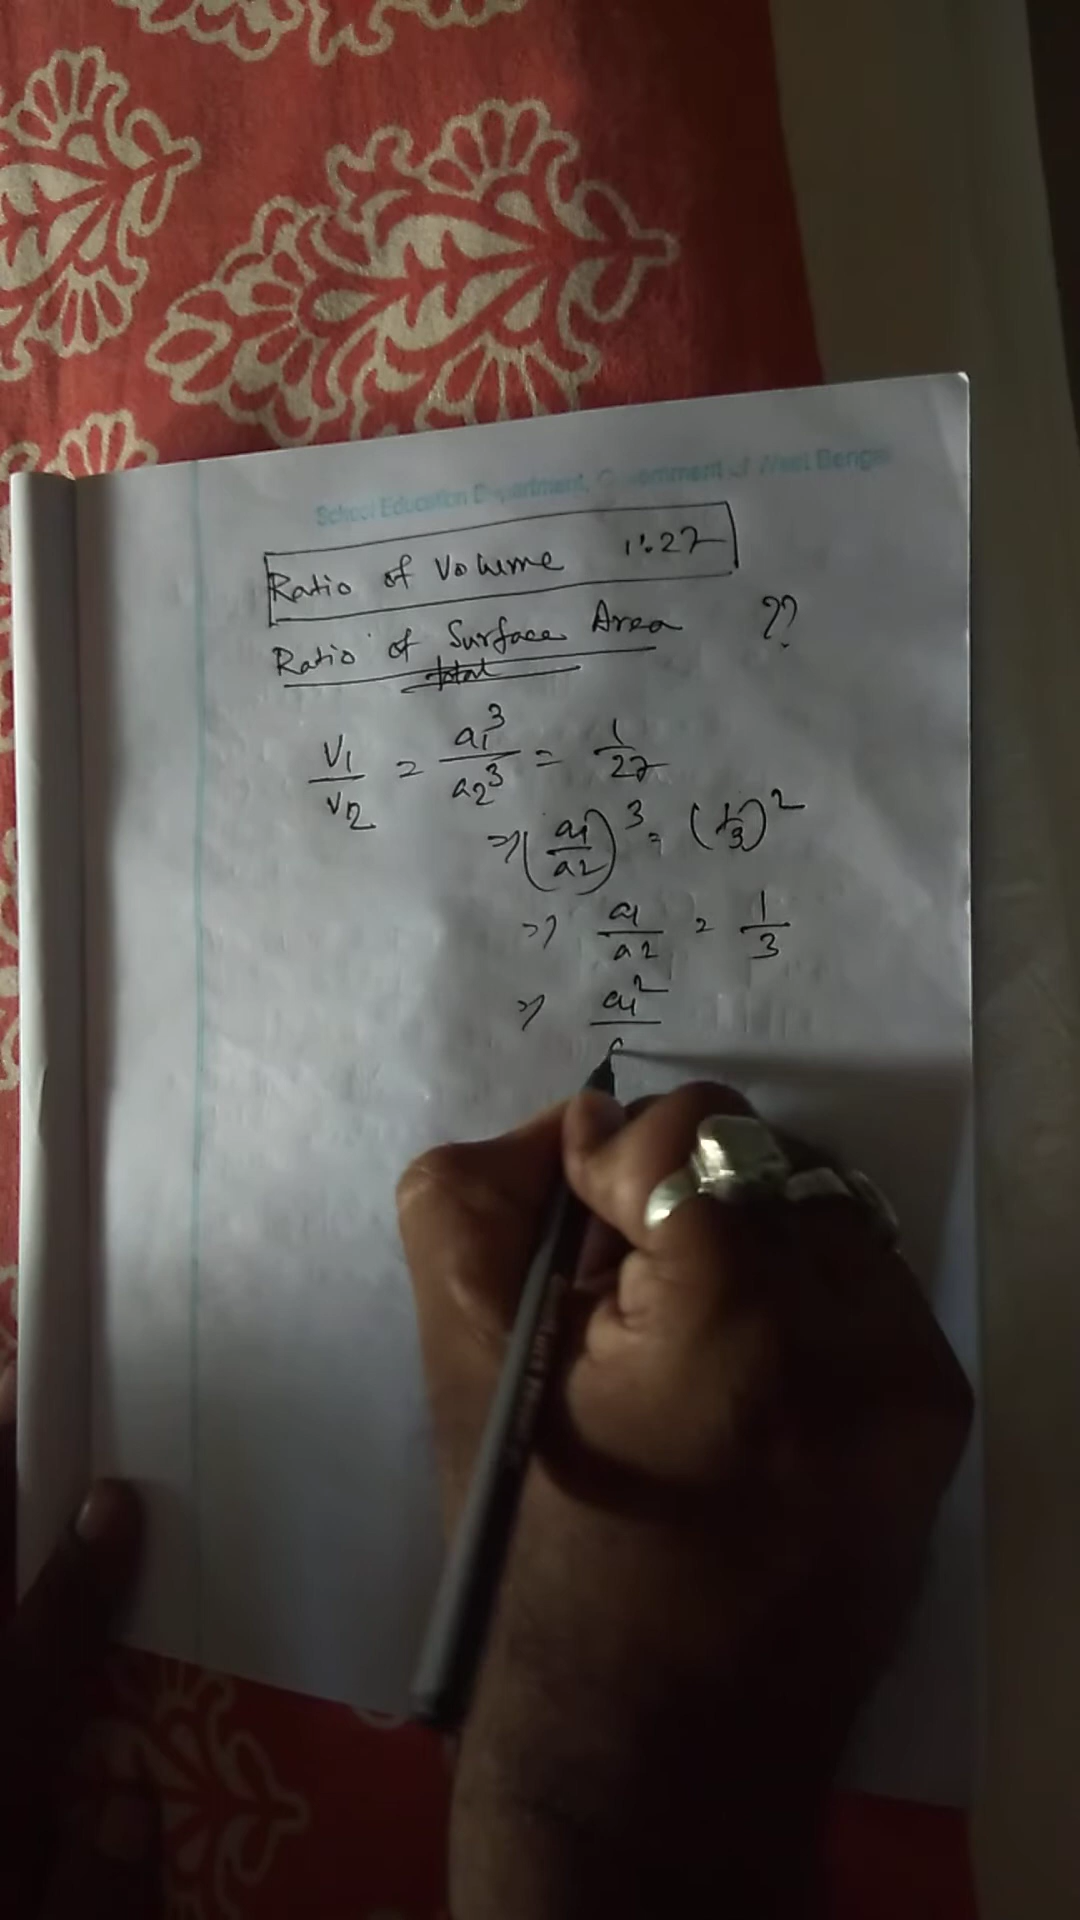 School Education Department, Government of West Bengal
Ratio of Volume 1:27
Ratio of Surface Area ??
total
V1/V2 = a1^3/a2^3 = 1/27
=> (a1/a2)^3 = (1/3)^2
=> a1/a2 = 1/3
=> a1^2